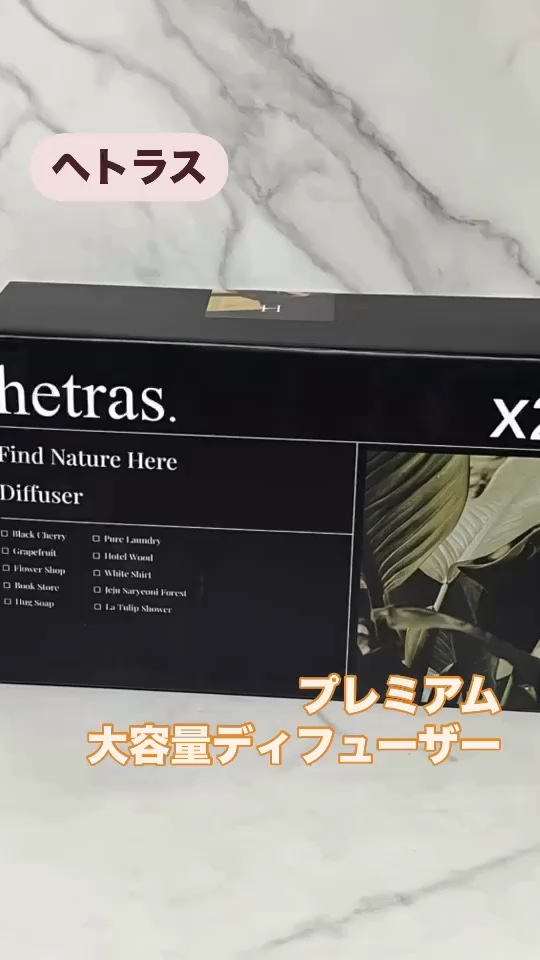 ヘトラス
H
hetras.
X2
Find Nature Here
Diffuser
Black Cherry
Grapefruit
Flower Shop
Book Store
Hug Soap
Pure Laundry
Hotel Wood
White Shirt
Jeju Saryeoni Forest
La Tulip Shower
プレミアム
大容量ディフューザー